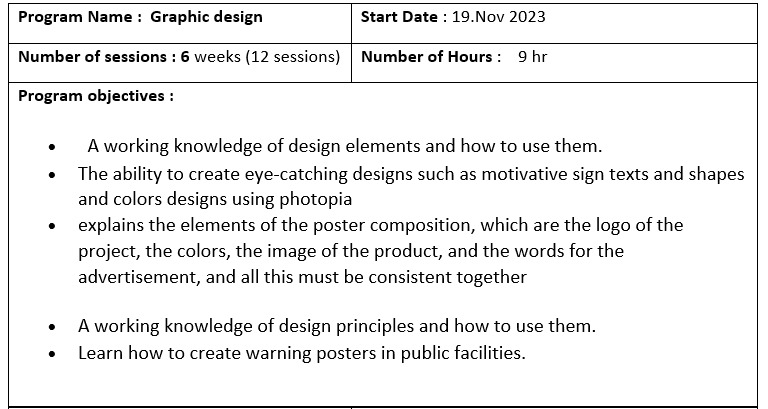 Program Name : Graphic design
Start Date : 19.Nov 2023
Number of sessions : 6 weeks (12 sessions)
Number of Hours : 9 hr
Program objectives :
• A working knowledge of design elements and how to use them.
• The ability to create eye-catching designs such as motivative sign texts and shapes
and colors designs using photopia
• explains the elements of the poster composition, which are the logo of the
project, the colors, the image of the product, and the words for the
advertisement, and all this must be consistent together
• A working knowledge of design principles and how to use them.
• Learn how to create warning posters in public facilities.